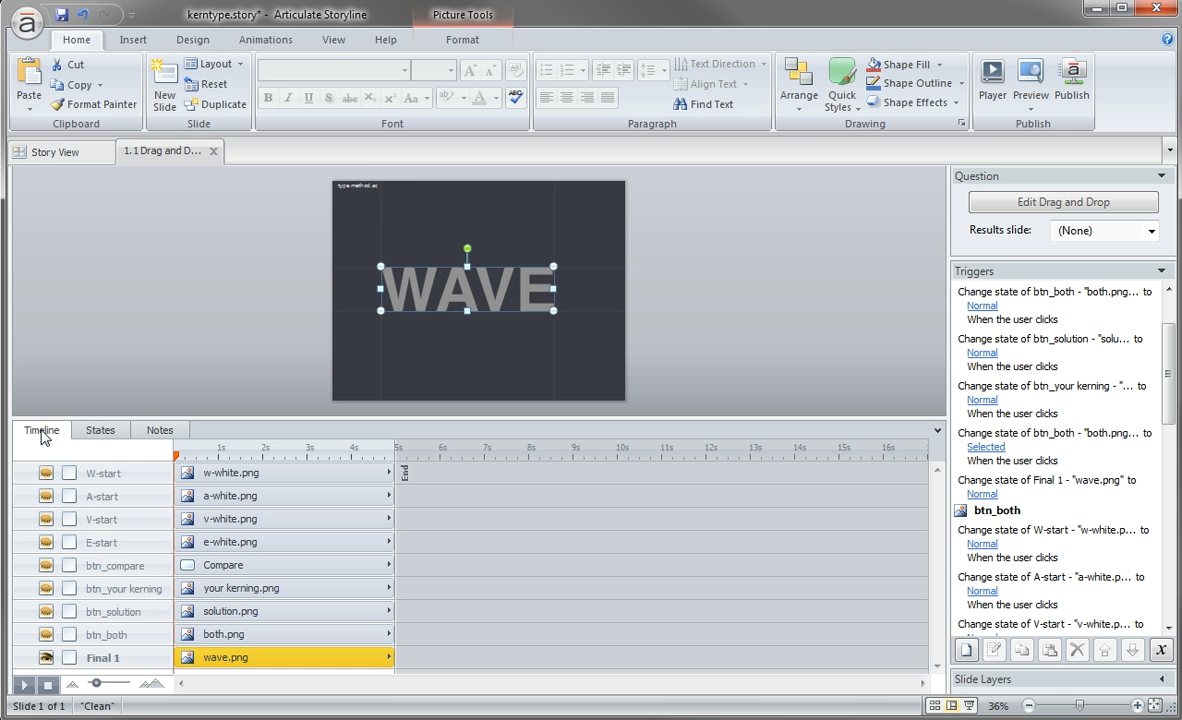 kerntype.story* - Articulate Storyline
Picture Tools
Home Insert Design Animations View Help Format
Paste
Cut
Copy
Format Painter
Clipboard
New Slide
Layout
Reset
Duplicate
Slide
Font
Text Direction
Align Text
Find Text
Paragraph
Arrange
Quick Styles
Shape Fill
Shape Outline
Shape Effects
Drawing
Player
Preview
Publish
Publish
Story View
1.1 Drag and D...
type.method.ac
WAVE
Question
Edit Drag and Drop
Results slide: (None)
Triggers
Change state of btn_both - "both.png... to
Normal
When the user clicks
Change state of btn_solution - "solu... to
Normal
When the user clicks
Change state of btn_your kerning - "... to
Normal
When the user clicks
Change state of btn_both - "both.png... to
Selected
When the user clicks
Change state of Final 1 - "wave.png" to
Normal
btn_both
Change state of W-start - "w-white.p... to
Normal
When the user clicks
Change state of A-start - "a-white.p... to
Normal
When the user clicks
Change state of V-start - "v-white.p... to
Slide Layers
Timeline States Notes
1s 2s 3s 4s 5s 6s 7s 8s 9s 10s 11s 12s 13s 14s 15s 16s
End
W-start w-white.png
A-start a-white.png
V-start v-white.png
E-start e-white.png
btn_compare Compare
btn_your kerning your kerning.png
btn_solution solution.png
btn_both both.png
Final 1 wave.png
Slide 1 of 1 "Clean" 36%